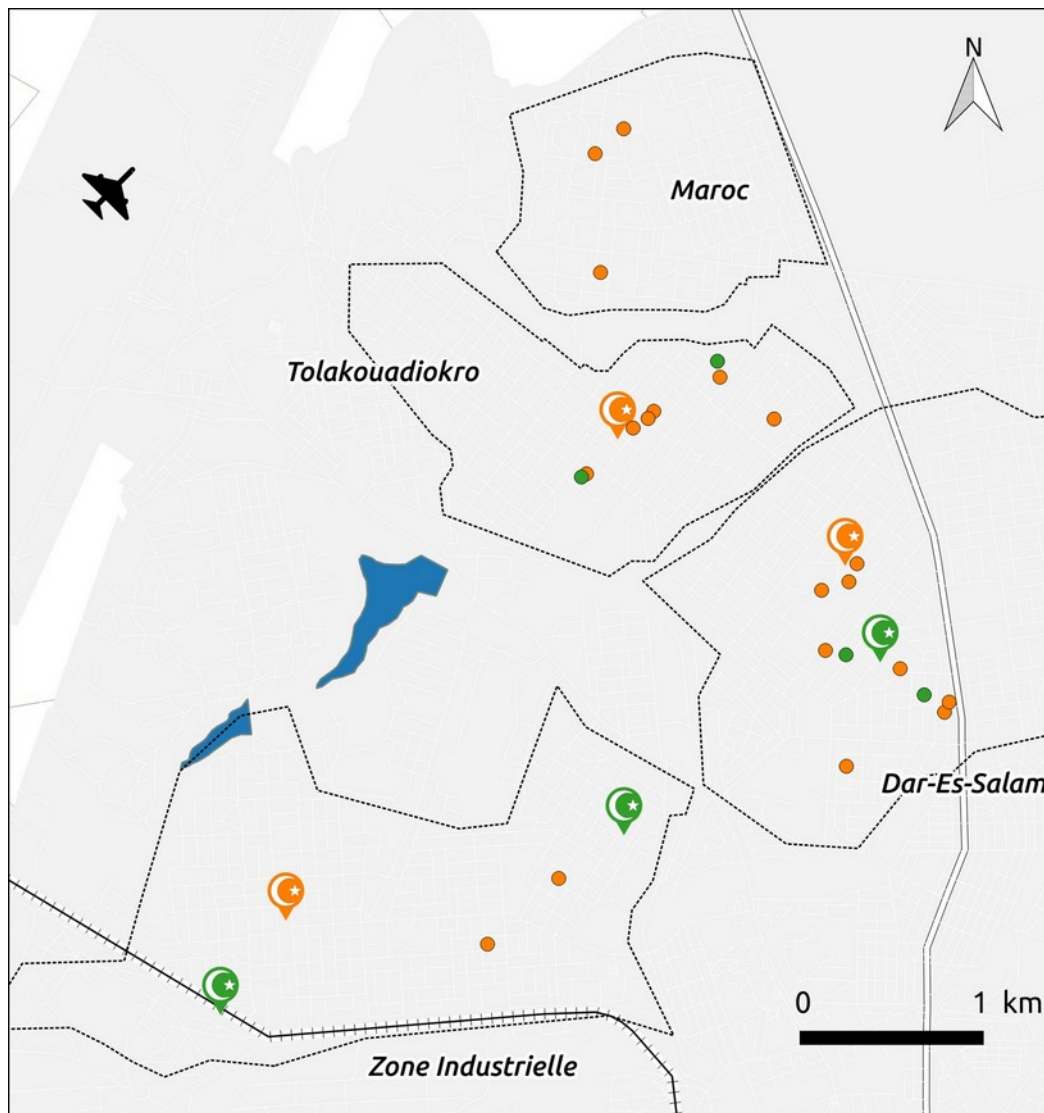 N
Maroc
Tolakouadiokro
Dar-Es-Salam
0 1 km
Zone Industrielle